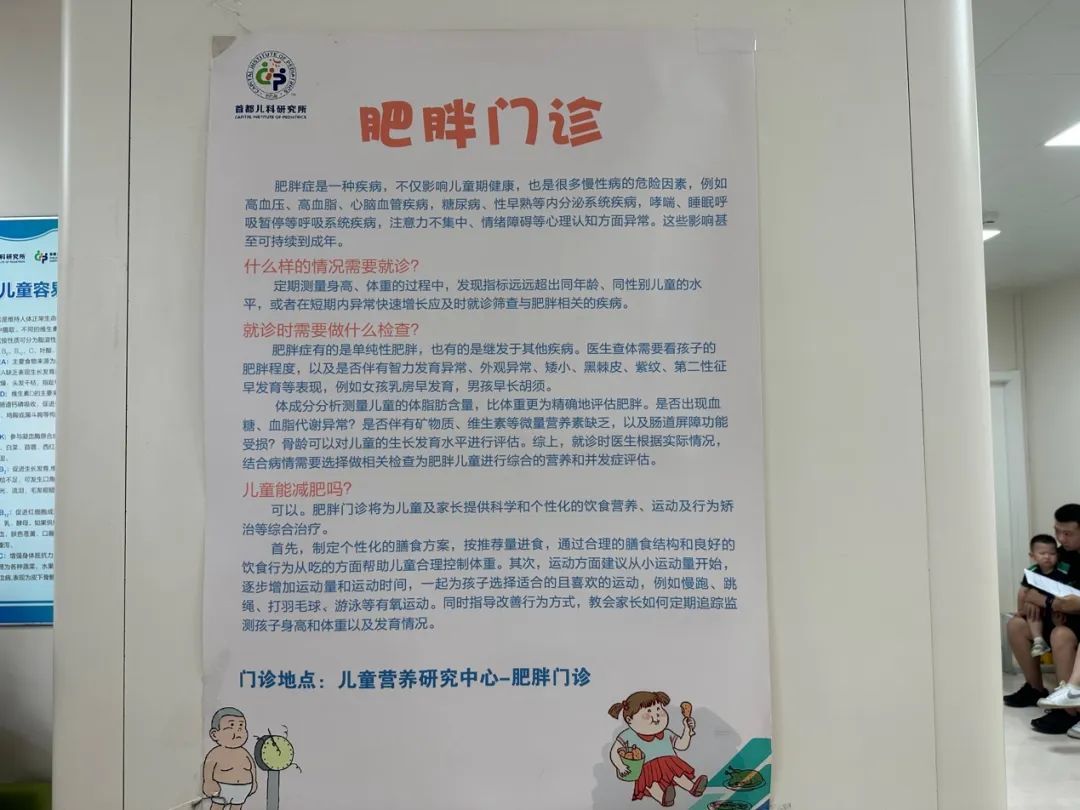 首都儿科研究所
CAPITAL INSTITUTE OF PEDIATRICS
肥胖门诊
肥胖症是一种疾病，不仅影响儿童期健康，也是很多慢性病的危险因素，例如
高血压、高血脂、心脑血管疾病，糖尿病、性早熟等内分泌系统疾病，哮喘、睡眠呼
吸暂停等呼吸系统疾病，注意力不集中、情绪障碍等心理认知方面异常。这些影响甚
至可持续到成年。
什么样的情况需要就诊？
定期测量身高、体重的过程中，发现指标远远超出同年龄、同性别儿童的水
平，或者在短期内异常快速增长应及时就诊筛查与肥胖相关的疾病。
就诊时需要做什么检查？
肥胖症有的是单纯性肥胖，也有的是继发于其他疾病。医生查体需要看孩子的
肥胖程度，以及是否伴有智力发育异常、外观异常、矮小、黑棘皮、紫纹、第二性征
早发育等表现，例如女孩乳房早发育，男孩早长胡须。
体成分分析测量儿童的体脂肪含量，比体重更为精确地评估肥胖。是否出现血
糖、血脂代谢异常？是否伴有矿物质、维生素等微量营养素缺乏，以及肠道屏障功能
受损？骨龄可以对儿童的生长发育水平进行评估。综上，就诊时医生根据实际情况，
结合病情需要选择做相关检查为肥胖儿童进行综合的营养和并发症评估。
儿童能减肥吗？
可以。肥胖门诊将为儿童及家长提供科学和个性化的饮食营养、运动及行为矫
治等综合治疗。
首先，制定个性化的膳食方案，按推荐量进食，通过合理的膳食结构和良好的
饮食行为从吃的方面帮助儿童合理控制体重。其次，运动方面建议从小运动量开始，
逐步增加运动量和运动时间，一起为孩子选择适合的且喜欢的运动，例如慢跑、跳
绳、打羽毛球、游泳等有氧运动。同时指导改善行为方式，教会家长如何定期追踪监
测孩子身高和体重以及发育情况。
门诊地点：儿童营养研究中心-肥胖门诊
科研究所
儿童容易